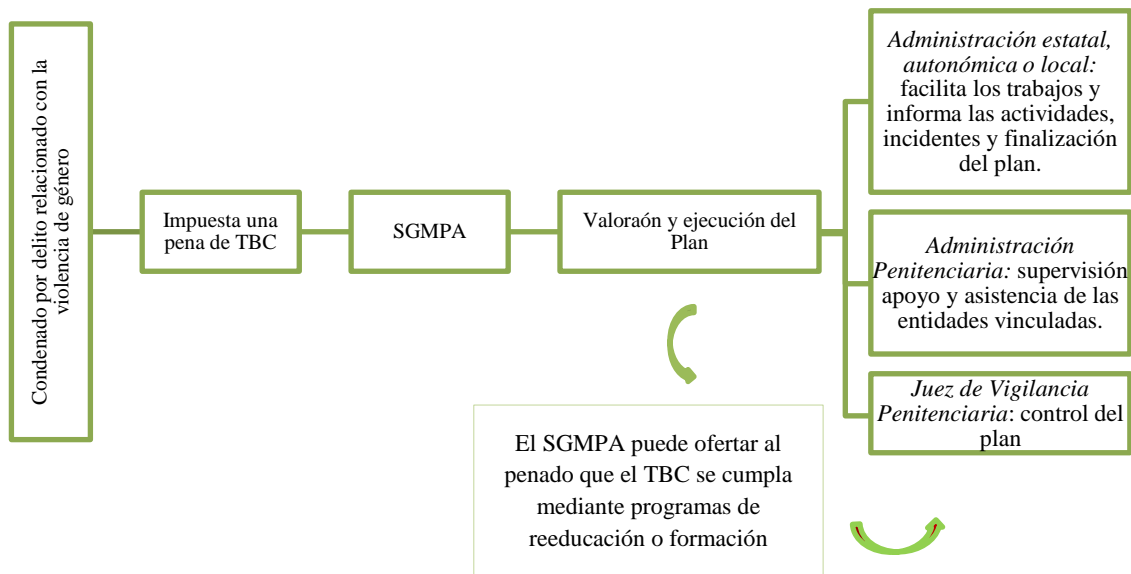 Condenado por delito relacionado con la
violencia de género
Impuesta una
pena de TBC
SGMPA
Valoraón y ejecución del
Plan
Administración estatal,
autonómica o local:
facilita los trabajos y
informa las actividades,
incidentes y finalización
del plan.
Administración
Penitenciaria: supervisión
apoyo y asistencia de las
entidades vinculadas.
Juez de Vigilancia
Penitenciaria: control del
plan
El SGMPA puede ofertar al
penado que el TBC se cumpla
mediante programas de
reeducación o formación